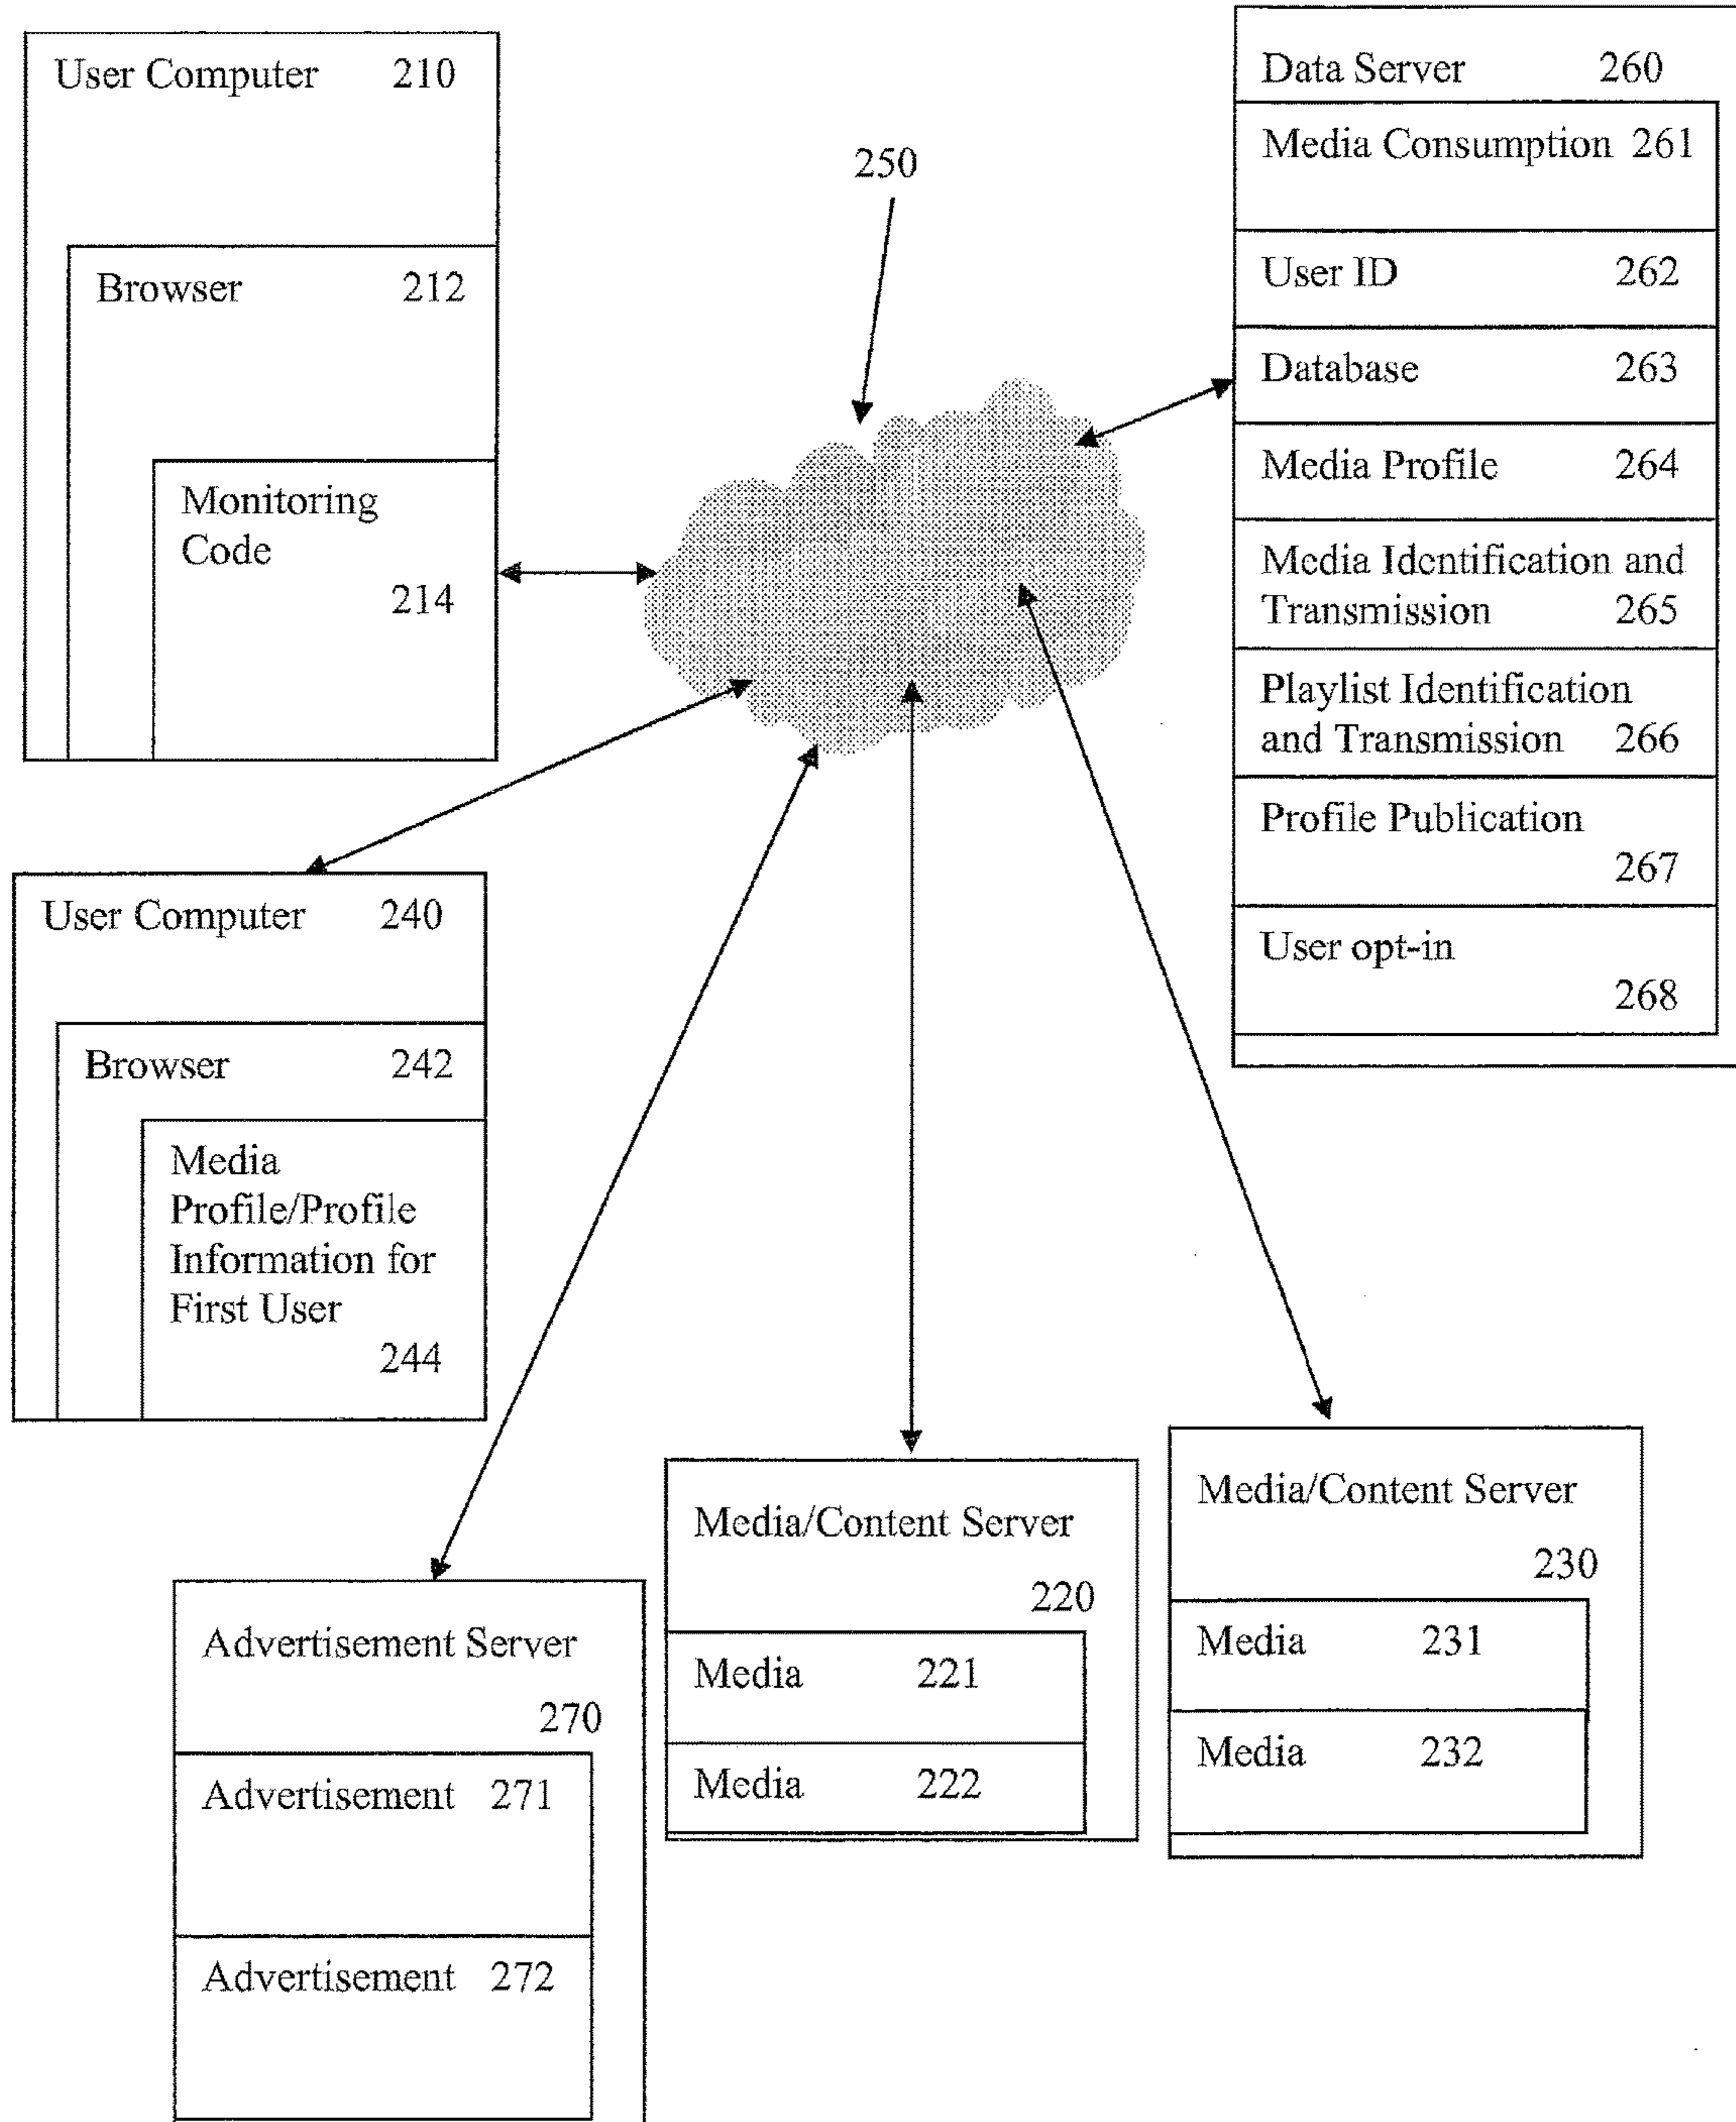 User Computer 210
Browser 212
Monitoring
Code
214
250
Data Server 260
Media Consumption 261
User ID 262
Database 263
Media Profile 264
Media Identification and
Transmission 265
Playlist Identification
and Transmission 266
Profile Publication
267
User opt-in
268
User Computer 240
Browser 242
Media
Profile/Profile
Information for
First User
244
Advertisement Server
270
Advertisement 271
Advertisement 272
Media/Content Server
220
Media 221
Media 222
Media/Content Server
230
Media 231
Media 232